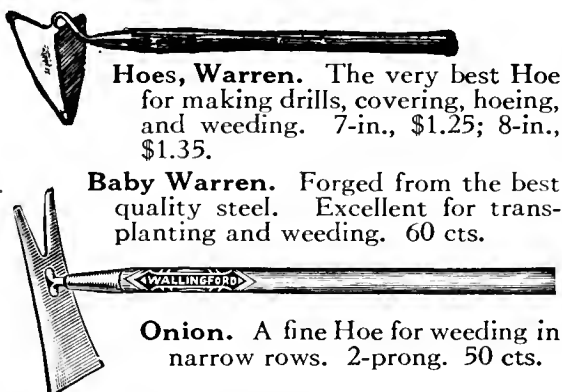 Hoes, Warren. The very best Hoe
for making drills, covering, hoeing,
and weeding. 7-in., $1.25; 8-in.,
$1.35.
Baby Warren. Forged from the best
quality steel. Excellent for trans-
planting and weeding. 60 cts.
WALLINGFORD
Onion. A fine Hoe for weeding in
narrow rows. 2-prong. 50 cts.